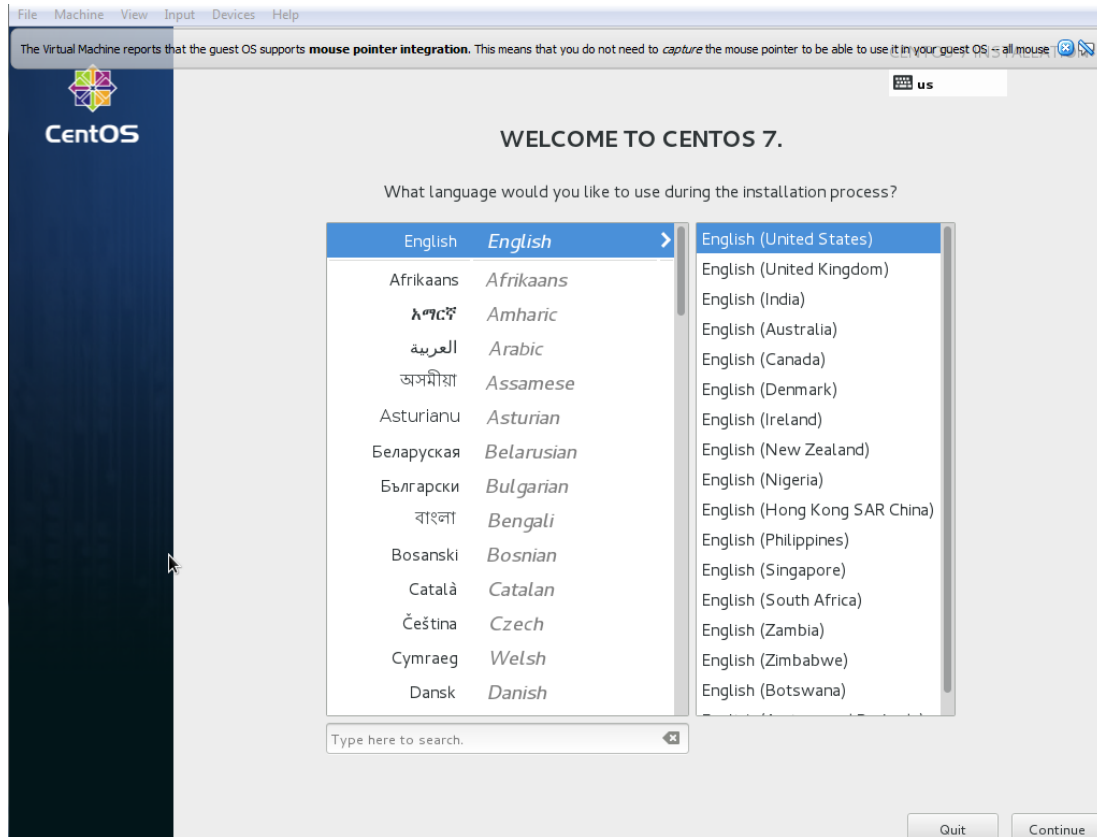 File Machine View Input Devices Help
The Virtual Machine reports that the guest OS supports mouse pointer integration. This means that you do not need to capture the mouse pointer to be able to use it in your guest OS -- all mouse
CENTOS 7 INSTALLATION
us
CentOS
WELCOME TO CENTOS 7.
What language would you like to use during the installation process?
English English
Afrikaans Afrikaans
አማርኛ Amharic
العربية Arabic
অসমীয়া Assamese
Asturianu Asturian
Беларуская Belarusian
Български Bulgarian
বাংলা Bengali
Bosanski Bosnian
Català Catalan
Čeština Czech
Cymraeg Welsh
Dansk Danish
English (United States)
English (United Kingdom)
English (India)
English (Australia)
English (Canada)
English (Denmark)
English (Ireland)
English (New Zealand)
English (Nigeria)
English (Hong Kong SAR China)
English (Philippines)
English (Singapore)
English (South Africa)
English (Zambia)
English (Zimbabwe)
English (Botswana)
Type here to search.
Quit Continue